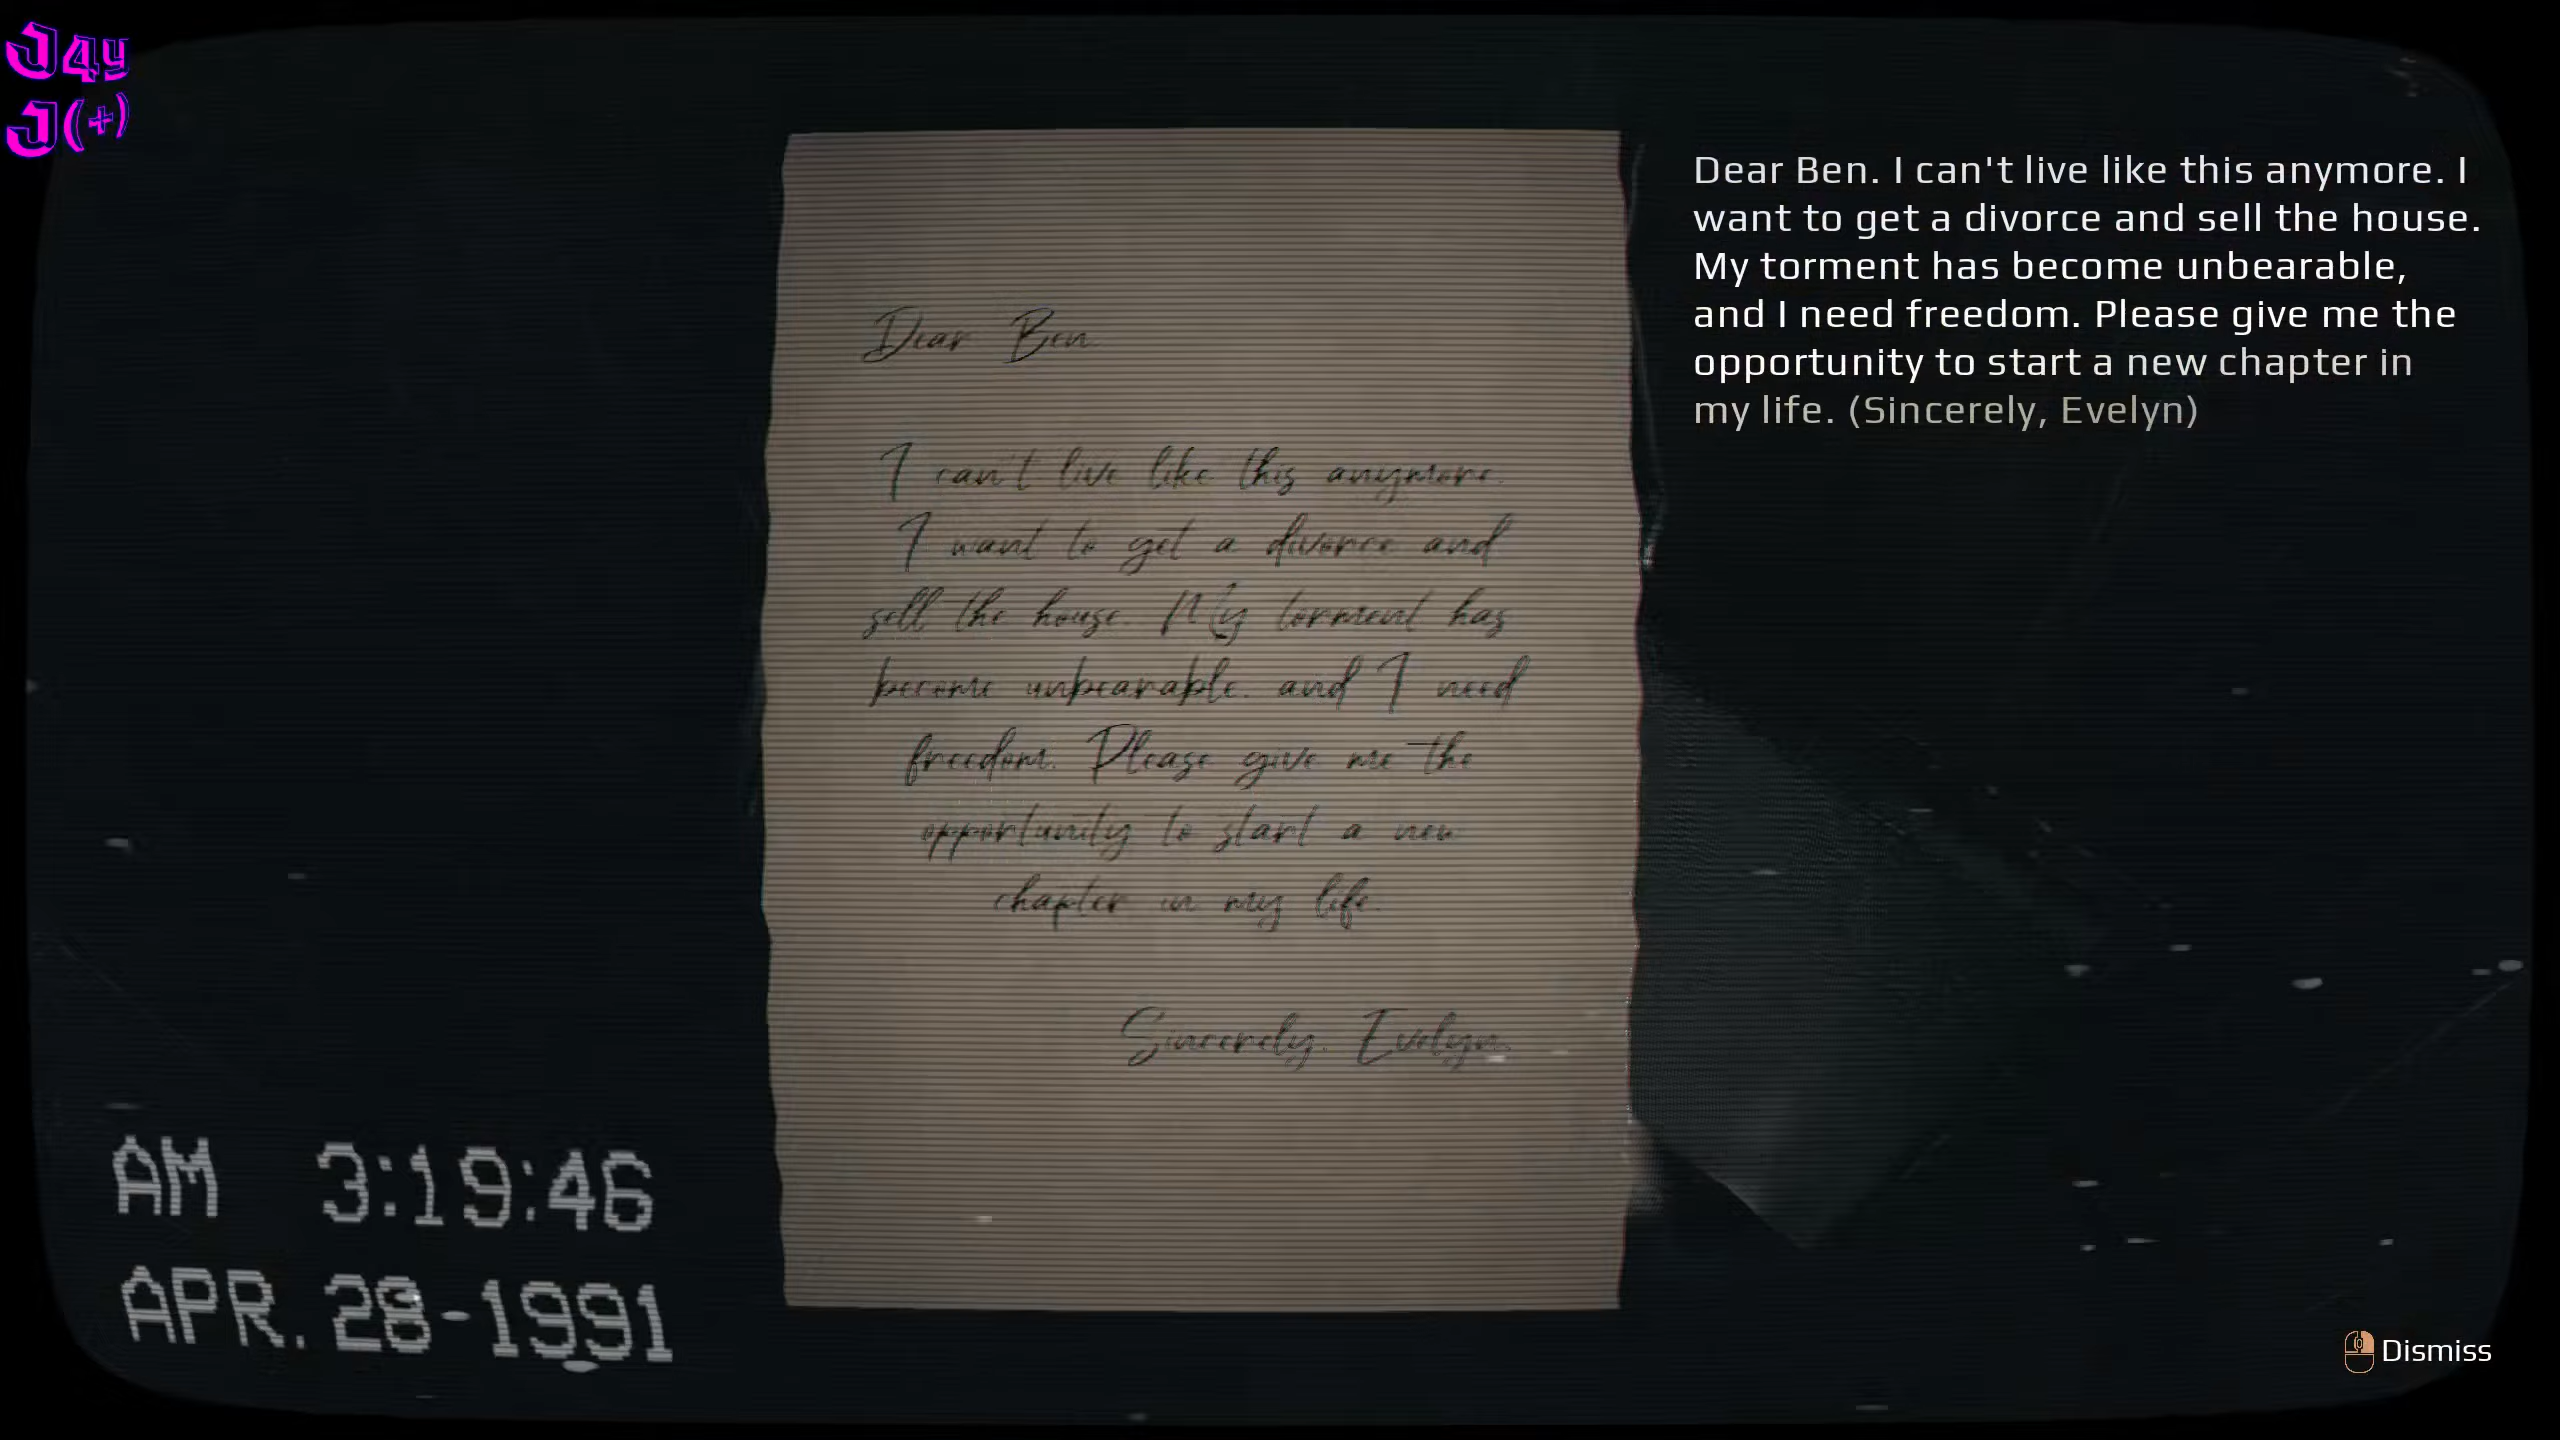 J4y
J(+)
Dear Ben.
I can't live like this anymore.
I want to get a divorce and
sell the house. My torment has
become unbearable, and I need
freedom. Please give me the
opportunity to start a new
chapter in my life.
Sincerely, Evelyn.
Dear Ben. I can't live like this anymore. I
want to get a divorce and sell the house.
My torment has become unbearable,
and I need freedom. Please give me the
opportunity to start a new chapter in
my life. (Sincerely, Evelyn)
AM 3:19:46
APR. 28-1991
Dismiss